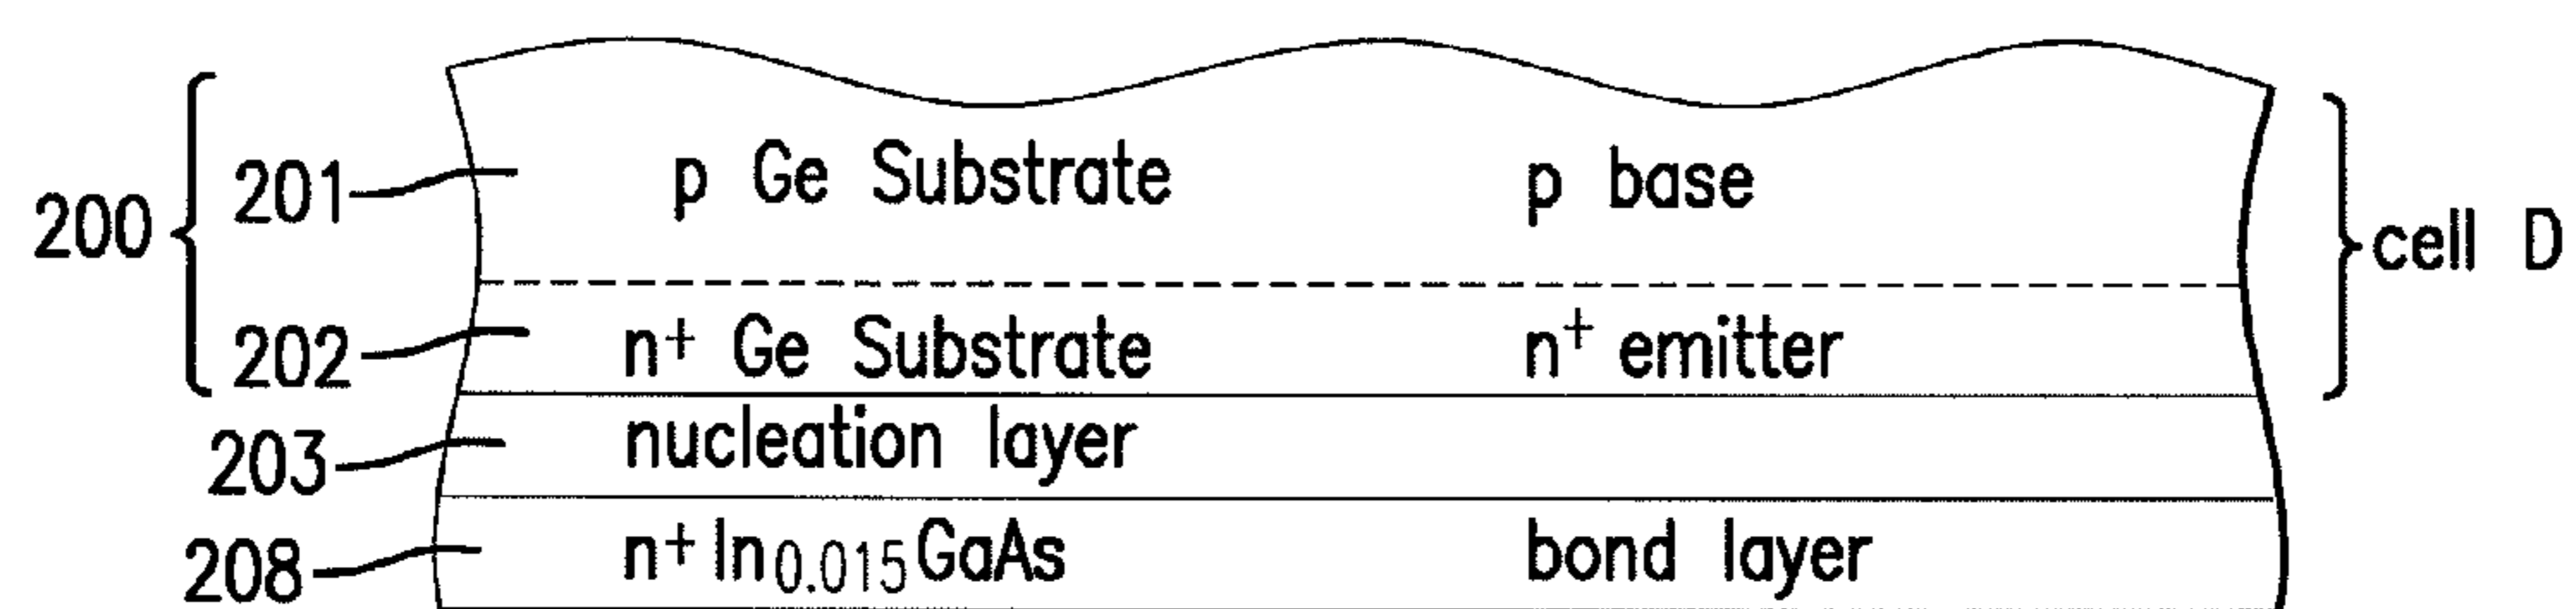 201 p Ge Substrate p base
200 cell D
202 n+ Ge Substrate n+ emitter
203 nucleation layer
208 n+ In0.015GaAs bond layer